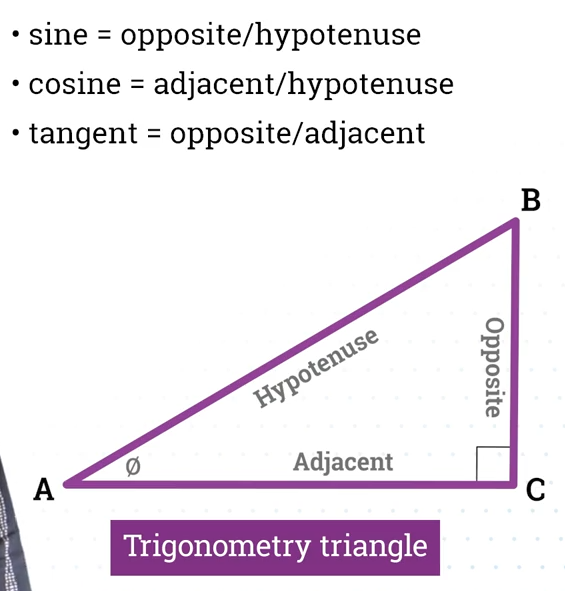 • sine = opposite/hypotenuse
• cosine = adjacent/hypotenuse
• tangent = opposite/adjacent
B
Hypotenuse
Opposite
Ø
Adjacent
A
C
Trigonometry triangle